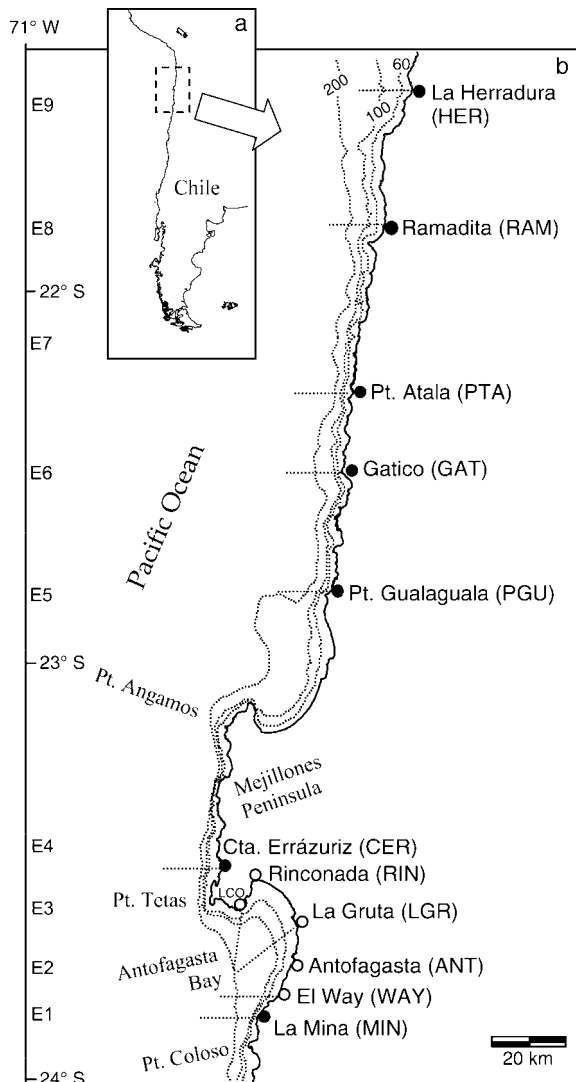 71° W
a
b
60
200
100
E9
La Herradura
(HER)
Chile
E8
Ramadita (RAM)
22° S
E7
Pt. Atala (PTA)
E6
Gatico (GAT)
Pacific Ocean
E5
Pt. Gualaguala (PGU)
23° S
Pt. Angamos
Mejillones
Peninsula
E4
Cta. Errázuriz (CER)
Rinconada (RIN)
LCO
Pt. Tetas
E3
La Gruta (LGR)
Antofagasta
Bay
E2
Antofagasta (ANT)
El Way (WAY)
E1
La Mina (MIN)
Pt. Coloso
20 km
24° S